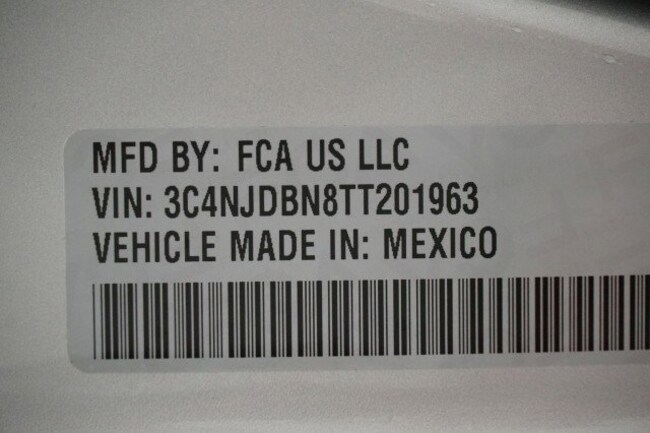 MFD BY: FCA US LLC
VIN: 3C4NJDBN8TT201963
VEHICLE MADE IN: MEXICO